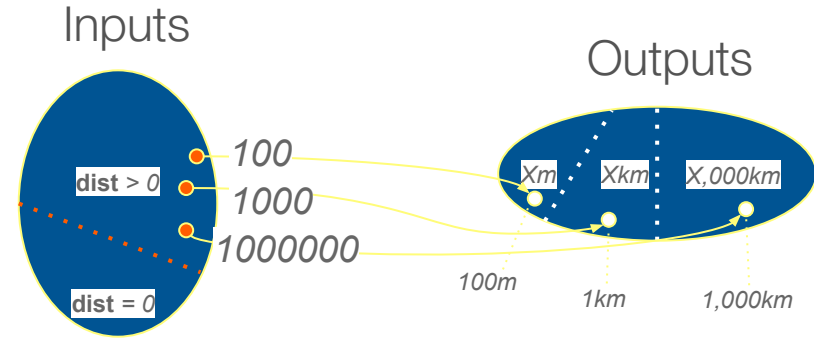 Inputs
Outputs
100
dist > 0
Xm
Xkm
X,000km
1000
1000000
100m
1km
1,000km
dist = 0